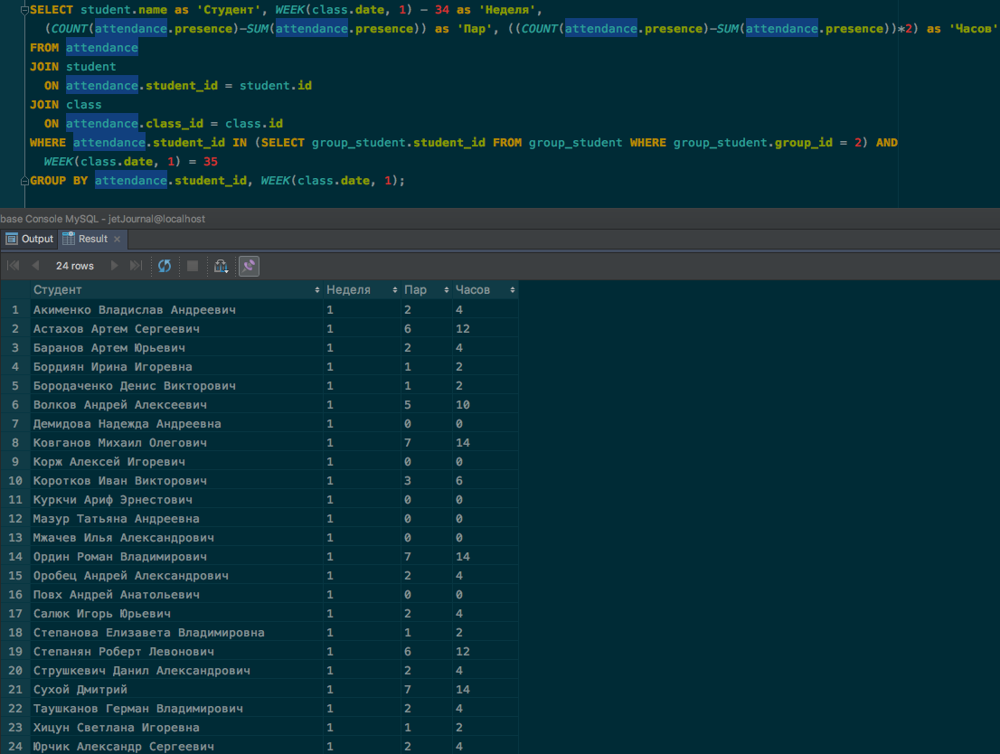 SELECT student.name as 'Студент', WEEK(class.date, 1) - 34 as 'Неделя',
(COUNT(attendance.presence)-SUM(attendance.presence)) as 'Пар', ((COUNT(attendance.presence)-SUM(attendance.presence))*2) as 'Часов'
FROM attendance
JOIN student
ON attendance.student_id = student.id
JOIN class
ON attendance.class_id = class.id
WHERE attendance.student_id IN (SELECT group_student.student_id FROM group_student WHERE group_student.group_id = 2) AND
WEEK(class.date, 1) = 35
GROUP BY attendance.student_id, WEEK(class.date, 1);
base Console MySQL - jetJournal@localhost
Output Result
24 rows
Студент Неделя Пар Часов
1 Акименко Владислав Андреевич 1 2 4
2 Астахов Артем Сергеевич 1 6 12
3 Баранов Артем Юрьевич 1 2 4
4 Бордиян Ирина Игоревна 1 1 2
5 Бородаченко Денис Викторович 1 1 2
6 Волков Андрей Алексеевич 1 5 10
7 Демидова Надежда Андреевна 1 0 0
8 Ковганов Михаил Олегович 1 7 14
9 Корж Алексей Игоревич 1 0 0
10 Коротков Иван Викторович 1 3 6
11 Куркчи Ариф Эрнестович 1 0 0
12 Мазур Татьяна Андреевна 1 0 0
13 Мжачев Илья Александрович 1 0 0
14 Ордин Роман Владимирович 1 7 14
15 Оробец Андрей Александрович 1 2 4
16 Повх Андрей Анатольевич 1 0 0
17 Салюк Игорь Юрьевич 1 2 4
18 Степанова Елизавета Владимировна 1 1 2
19 Степанян Роберт Левонович 1 6 12
20 Струшкевич Данил Александрович 1 2 4
21 Сухой Дмитрий 1 7 14
22 Таушканов Герман Владимирович 1 2 4
23 Хицун Светлана Игоревна 1 1 2
24 Юрчик Александр Сергеевич 1 2 4